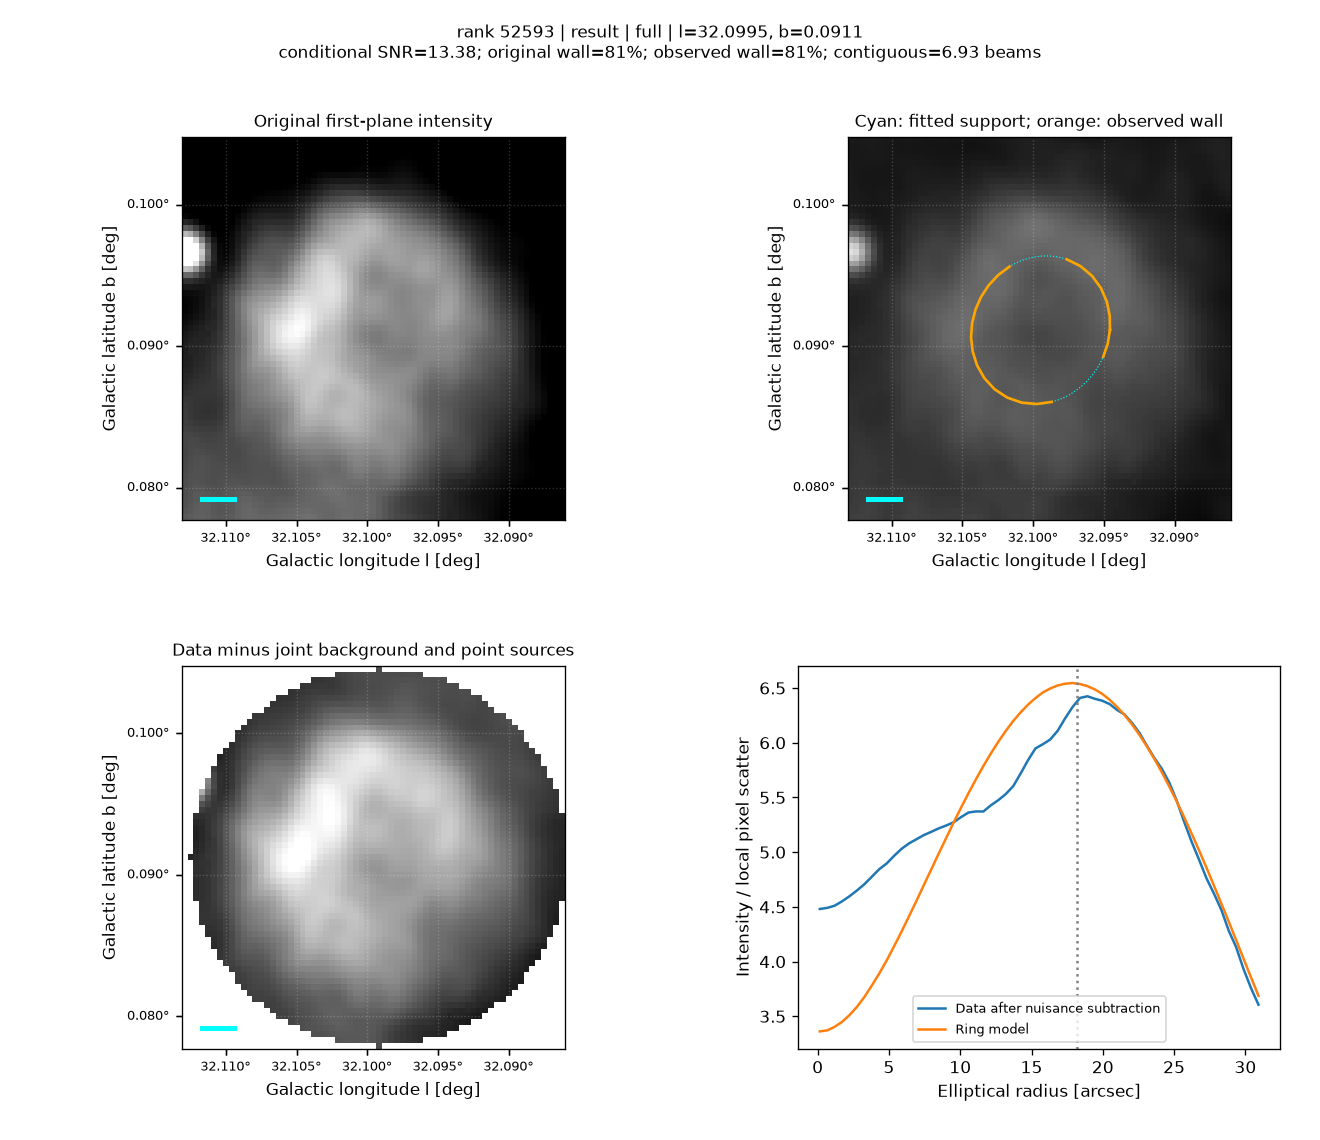 rank 52593 | result | full | l=32.0995, b=0.0911
conditional SNR=13.38; original wall=81%; observed wall=81%; contiguous=6.93 beams
Original first-plane intensity
Galactic latitude b [deg]
0.100°
0.090°
0.080°
32.110°
32.105°
32.100°
32.095°
32.090°
Galactic longitude l [deg]
Cyan: fitted support; orange: observed wall
Galactic latitude b [deg]
0.100°
0.090°
0.080°
32.110°
32.105°
32.100°
32.095°
32.090°
Galactic longitude l [deg]
Data minus joint background and point sources
Galactic latitude b [deg]
0.100°
0.090°
0.080°
32.110°
32.105°
32.100°
32.095°
32.090°
Galactic longitude l [deg]
Intensity / local pixel scatter
6.5
6.0
5.5
5.0
4.5
4.0
3.5
Data after nuisance subtraction
Ring model
0
5
10
15
20
25
30
Elliptical radius [arcsec]